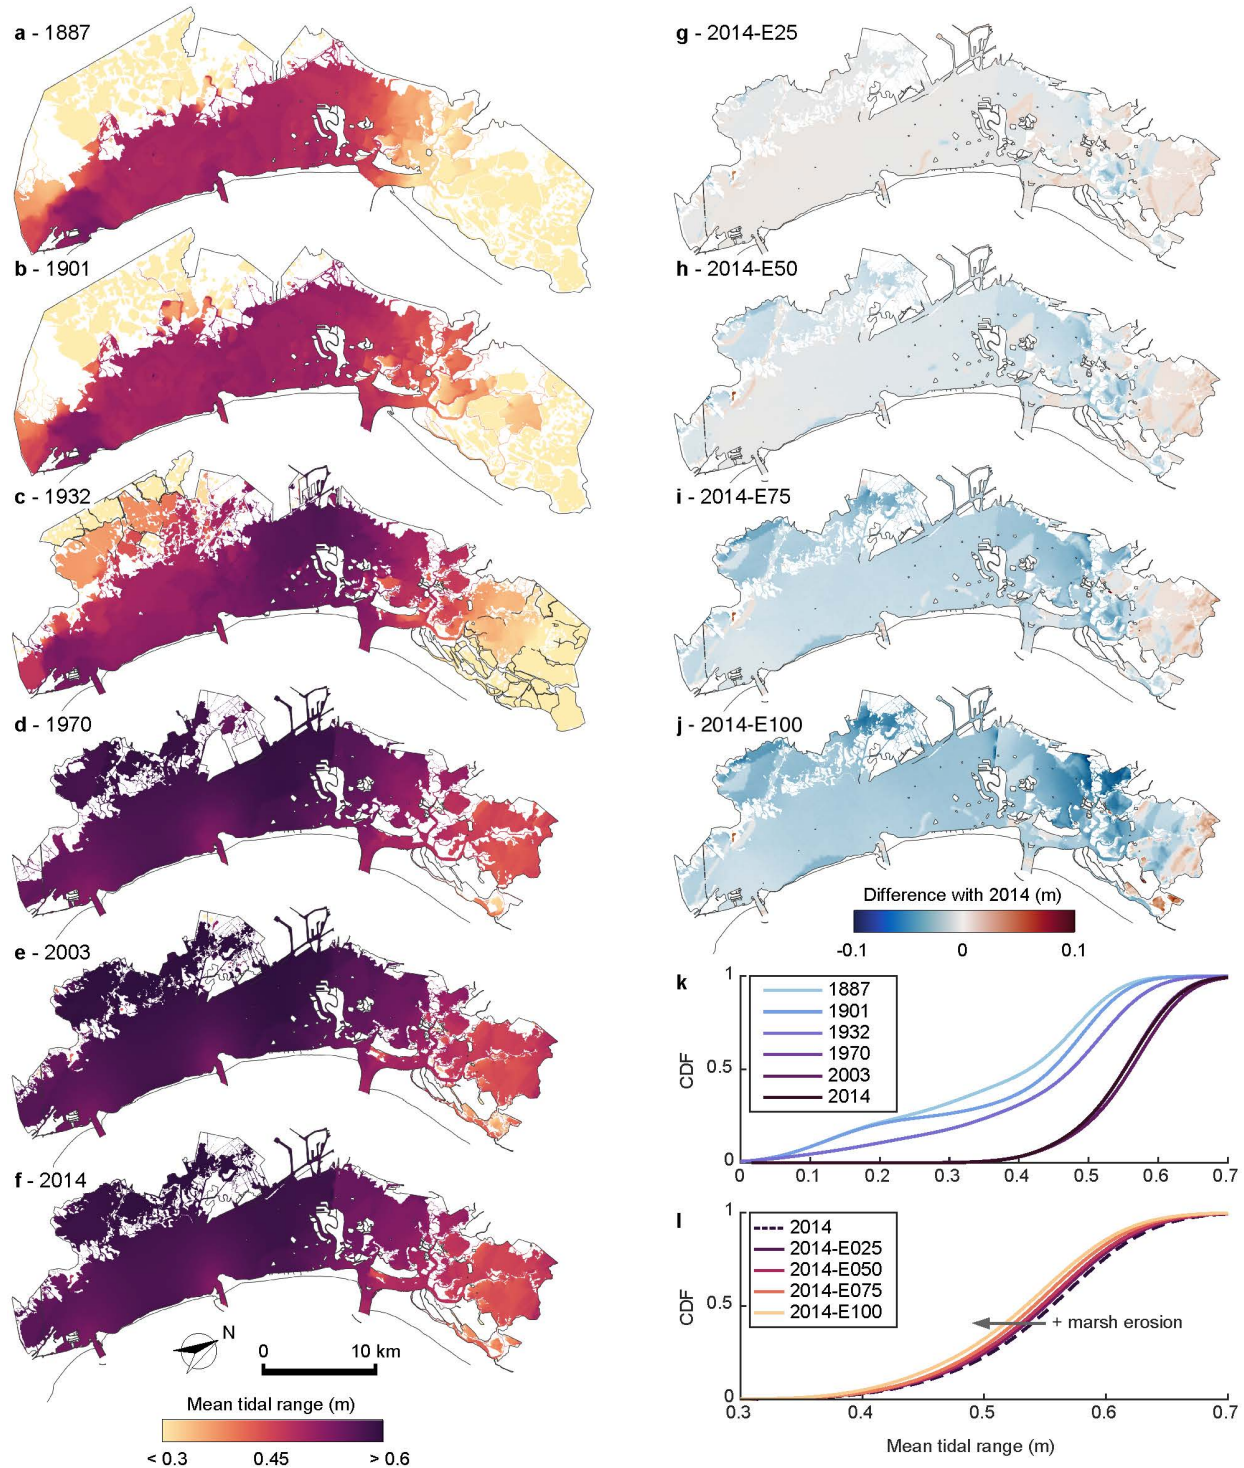 a - 1887
b - 1901
c - 1932
d - 1970
e - 2003
f - 2014
N
0 10 km
Mean tidal range (m)
< 0.3 0.45 > 0.6
g - 2014-E25
h - 2014-E50
i - 2014-E75
j - 2014-E100
Difference with 2014 (m)
-0.1 0 0.1
k
1
0.5
0
CDF
1887
1901
1932
1970
2003
2014
0 0.1 0.2 0.3 0.4 0.5 0.6 0.7
l
1
0.5
0
CDF
2014
2014-E025
2014-E050
2014-E075
2014-E100
+ marsh erosion
0.3 0.4 0.5 0.6 0.7
Mean tidal range (m)